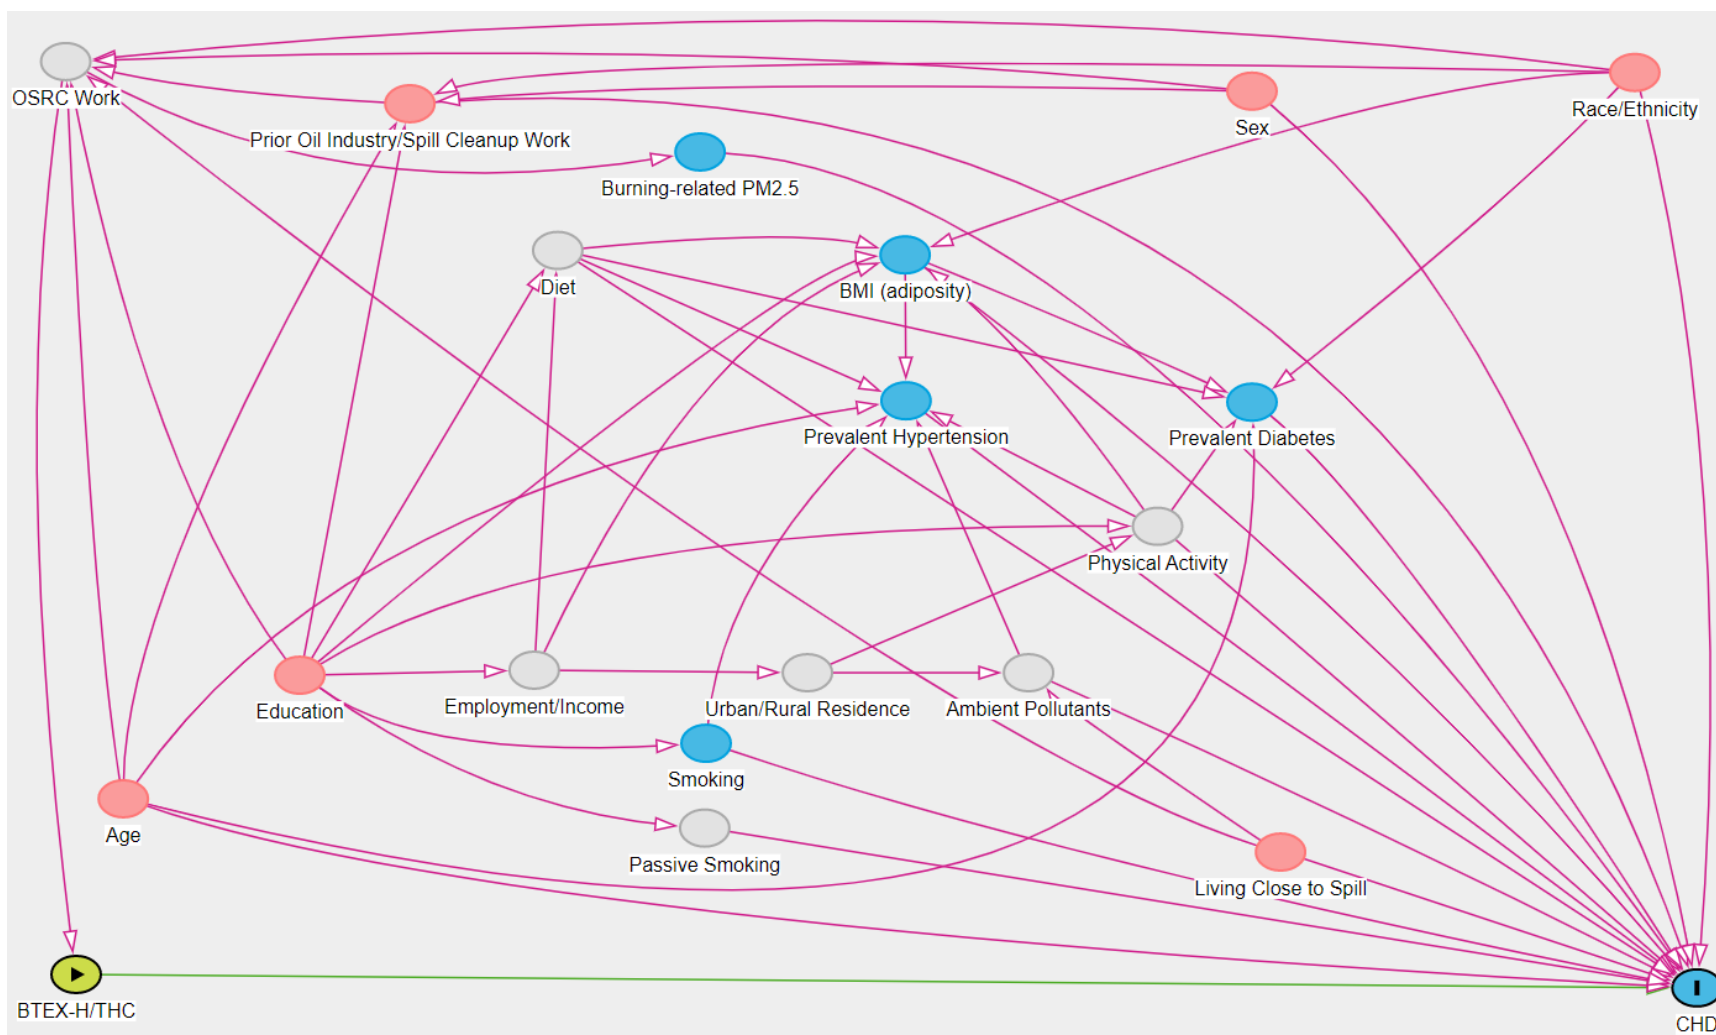 OSRC Work
Prior Oil Industry/Spill Cleanup Work
Sex
Race/Ethnicity
Burning-related PM2.5
Diet
BMI (adiposity)
Prevalent Hypertension
Prevalent Diabetes
Physical Activity
Education
Employment/Income
Urban/Rural Residence
Ambient Pollutants
Smoking
Age
Passive Smoking
Living Close to Spill
BTEX-H/THC
CHD